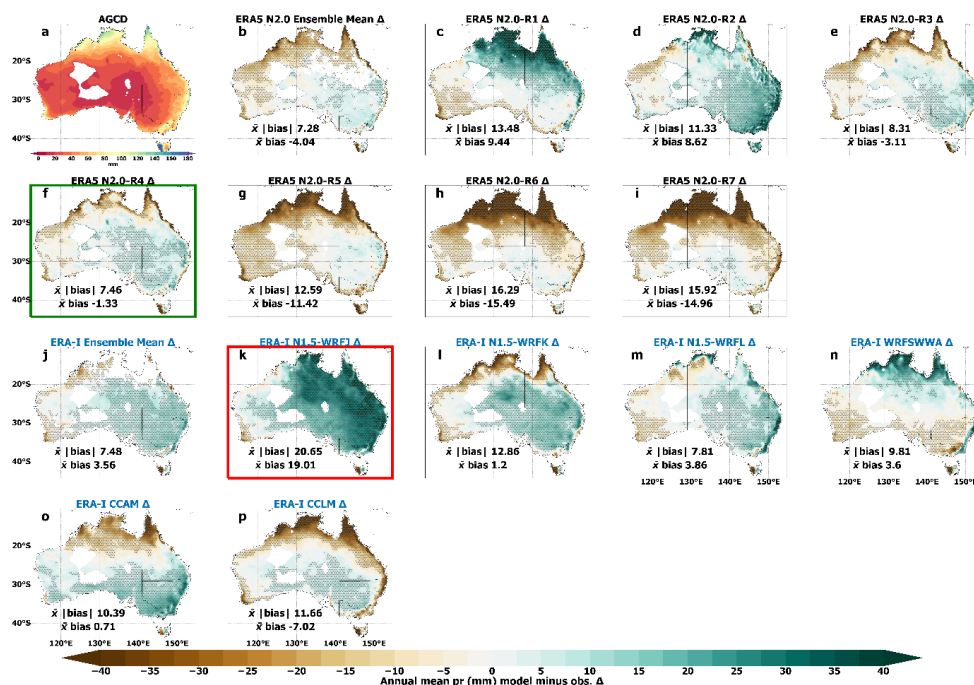 AGCD
ERA5 N2.0 Ensemble Mean Δ
ERA5 N2.0-R1 Δ
ERA5 N2.0-R2 Δ
ERA5 N2.0-R3 Δ
a
b
c
d
e
20°S
30°S
40°S
x̄ |bias| 7.28
x̄ bias -4.04
x̄ |bias| 13.48
x̄ bias 9.44
x̄ |bias| 11.33
x̄ bias 8.62
x̄ |bias| 8.31
x̄ bias -3.11
0 20 40 60 80 100 120 140 160 180
mm
ERA5 N2.0-R4 Δ
ERA5 N2.0-R5 Δ
ERA5 N2.0-R6 Δ
ERA5 N2.0-R7 Δ
f
g
h
i
20°S
30°S
40°S
x̄ |bias| 7.46
x̄ bias -1.33
x̄ |bias| 12.59
x̄ bias -11.42
x̄ |bias| 16.29
x̄ bias -15.49
x̄ |bias| 15.92
x̄ bias -14.96
ERA-I Ensemble Mean Δ
ERA-I N1.5-WRFJ Δ
ERA-I N1.5-WRFK Δ
ERA-I N1.5-WRFL Δ
ERA-I WRFSWWA Δ
j
k
l
m
n
20°S
30°S
40°S
x̄ |bias| 7.48
x̄ bias 3.56
x̄ |bias| 20.65
x̄ bias 19.01
x̄ |bias| 12.86
x̄ bias 1.2
x̄ |bias| 7.81
x̄ bias 3.86
x̄ |bias| 9.81
x̄ bias 3.6
120°E 130°E 140°E 150°E
120°E 130°E 140°E 150°E
ERA-I CCAM Δ
ERA-I CCLM Δ
o
p
20°S
30°S
40°S
x̄ |bias| 10.39
x̄ bias 0.71
x̄ |bias| 11.66
x̄ bias -7.02
120°E 130°E 140°E 150°E
120°E 130°E 140°E 150°E
−40 −35 −30 −25 −20 −15 −10 −5 0 5 10 15 20 25 30 35 40
Annual mean pr (mm) model minus obs. Δ